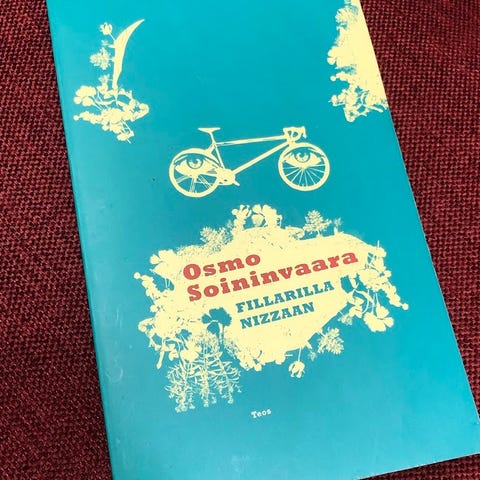 Osmo
Soininvaara
FILLARILLA
NIZZAAN
Teos